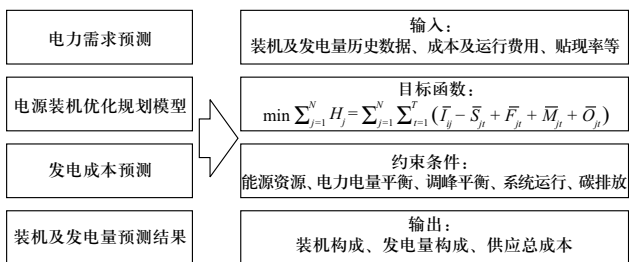 电力需求预测
电源装机优化规划模型
发电成本预测
装机及发电量预测结果
输入：
装机及发电量历史数据、成本及运行费用、贴现率等
目标函数：
min ∑_{j=1}^{N} H_j = ∑_{j=1}^{N} ∑_{t=1}^{T} (I̅_{ij} − S̅_{jt} + F̅_{jt} + M̅_{jt} + O̅_{jt})
约束条件：
能源资源、电力电量平衡、调峰平衡、系统运行、碳排放
输出：
装机构成、发电量构成、供应总成本